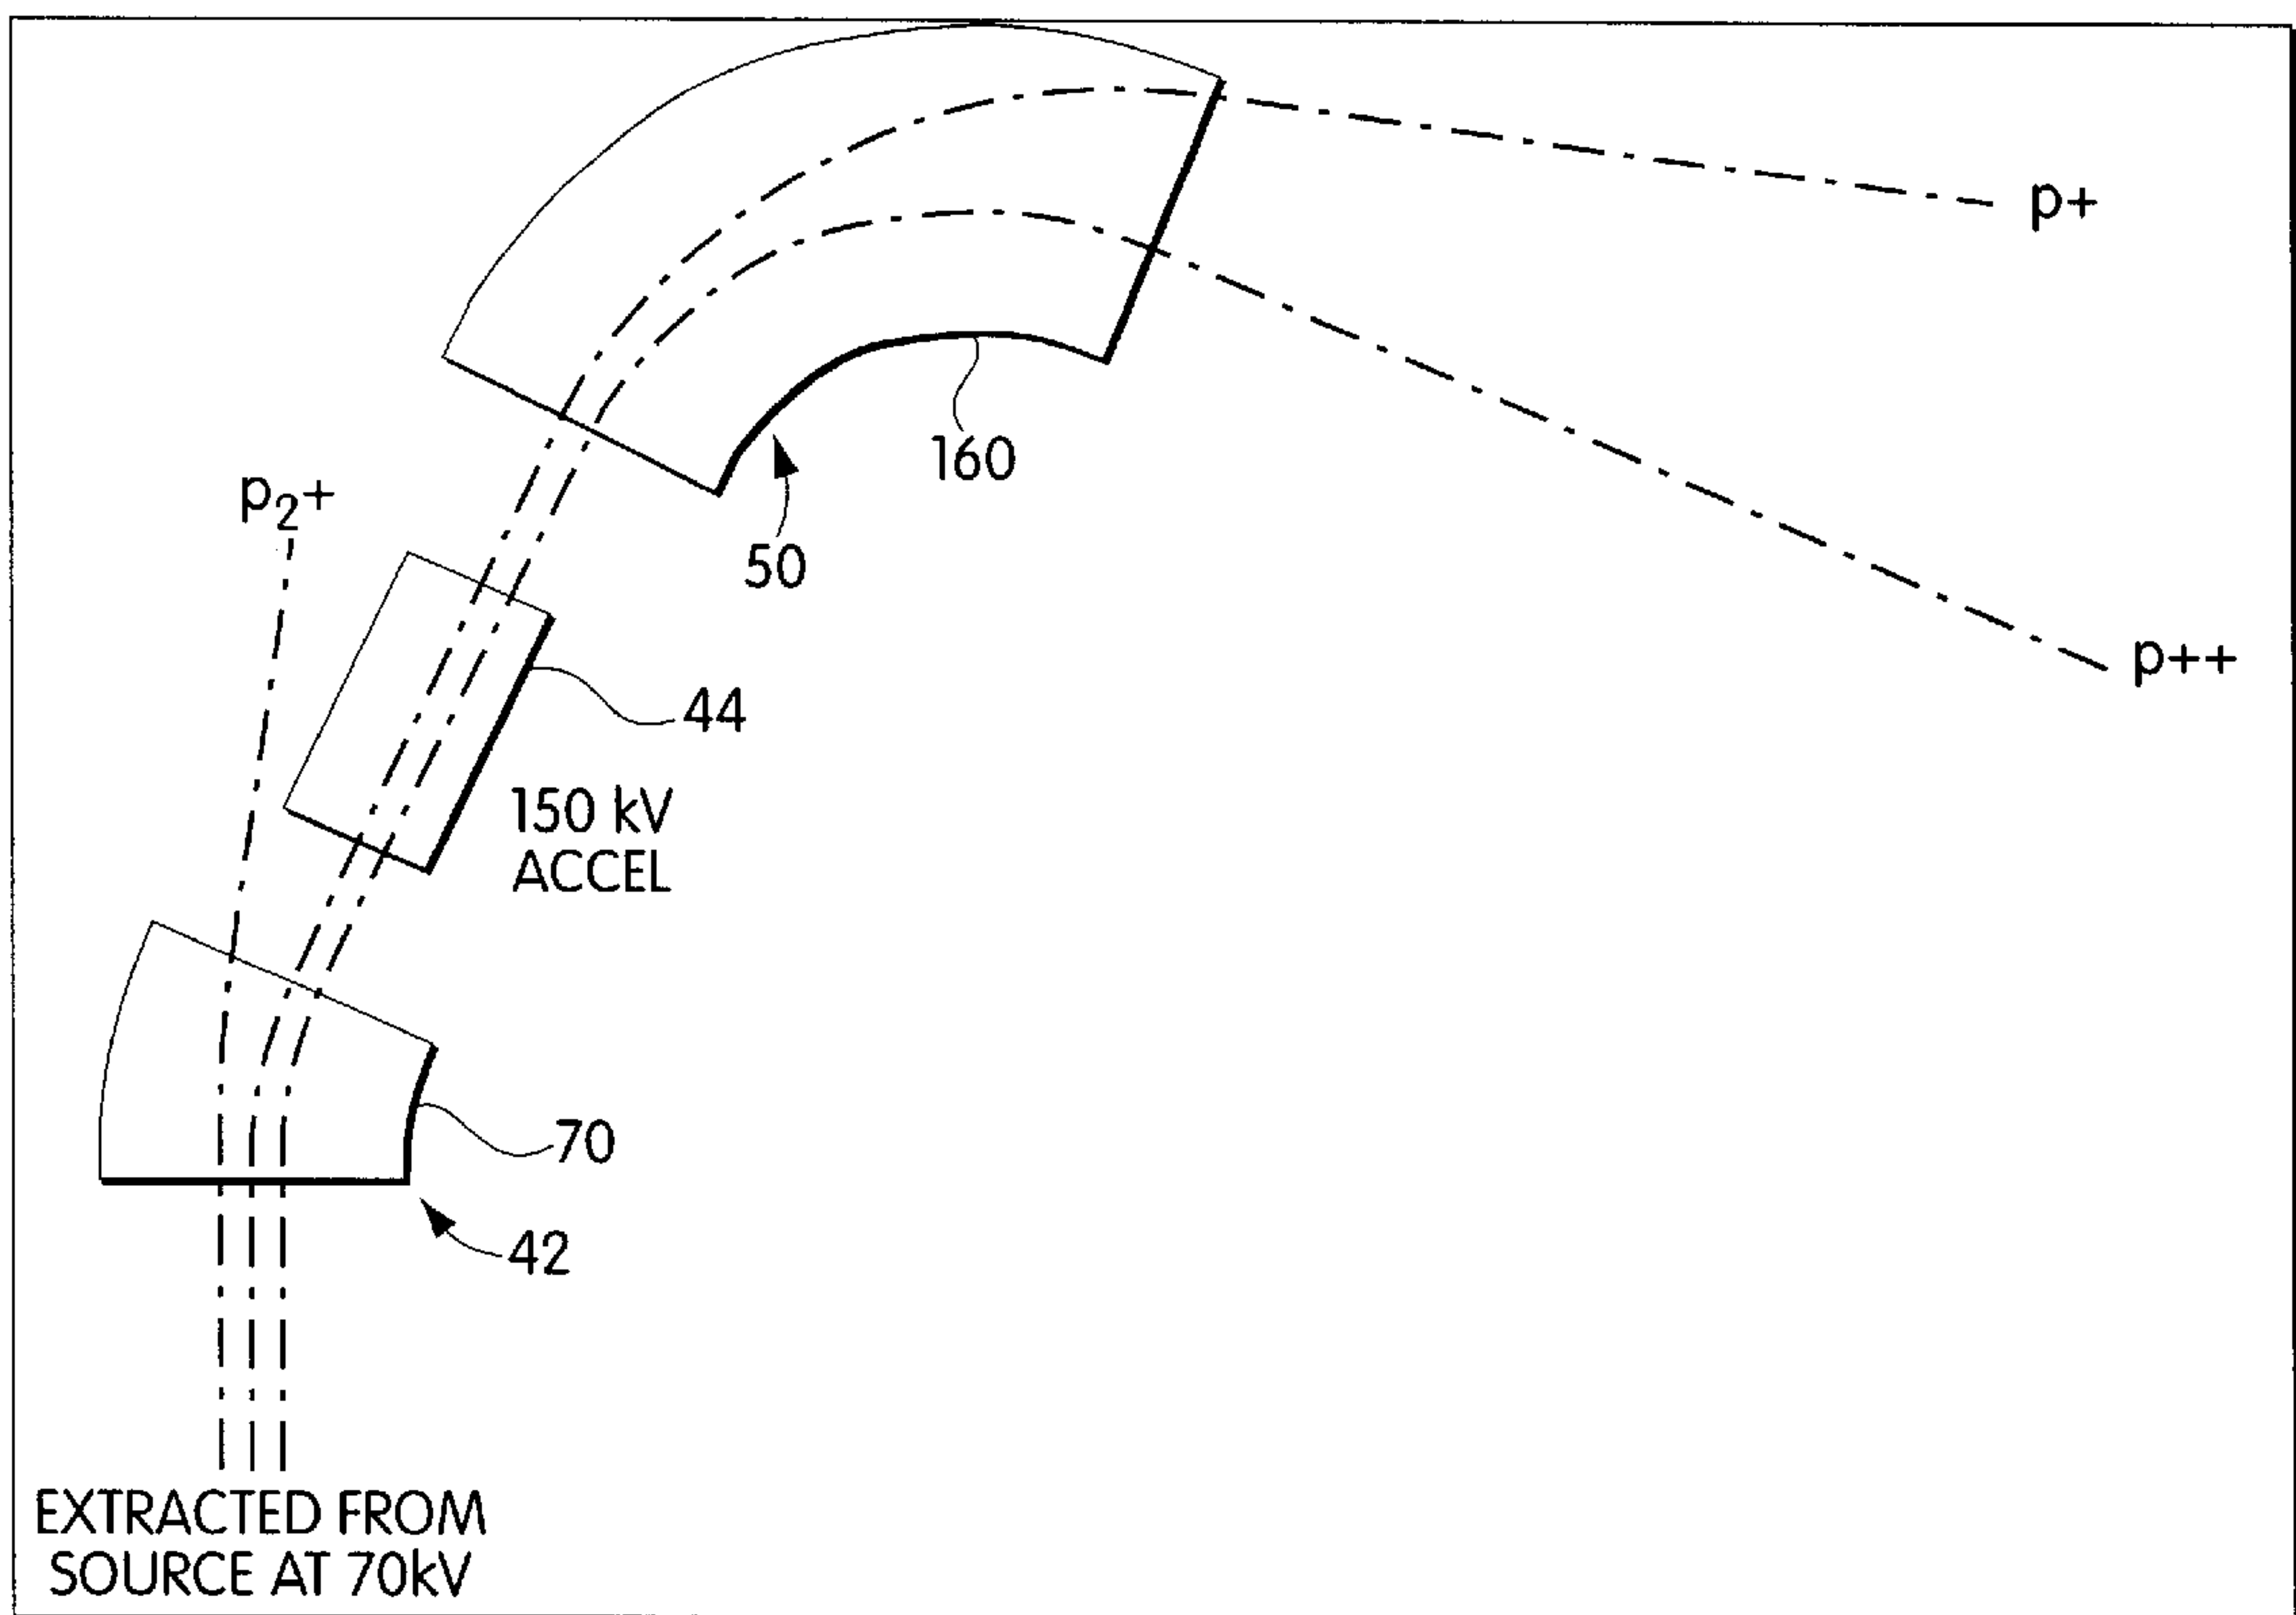 p+
160
p2+
50
p++
44
150 kV
ACCEL
70
42
EXTRACTED FROM
SOURCE AT 70kV